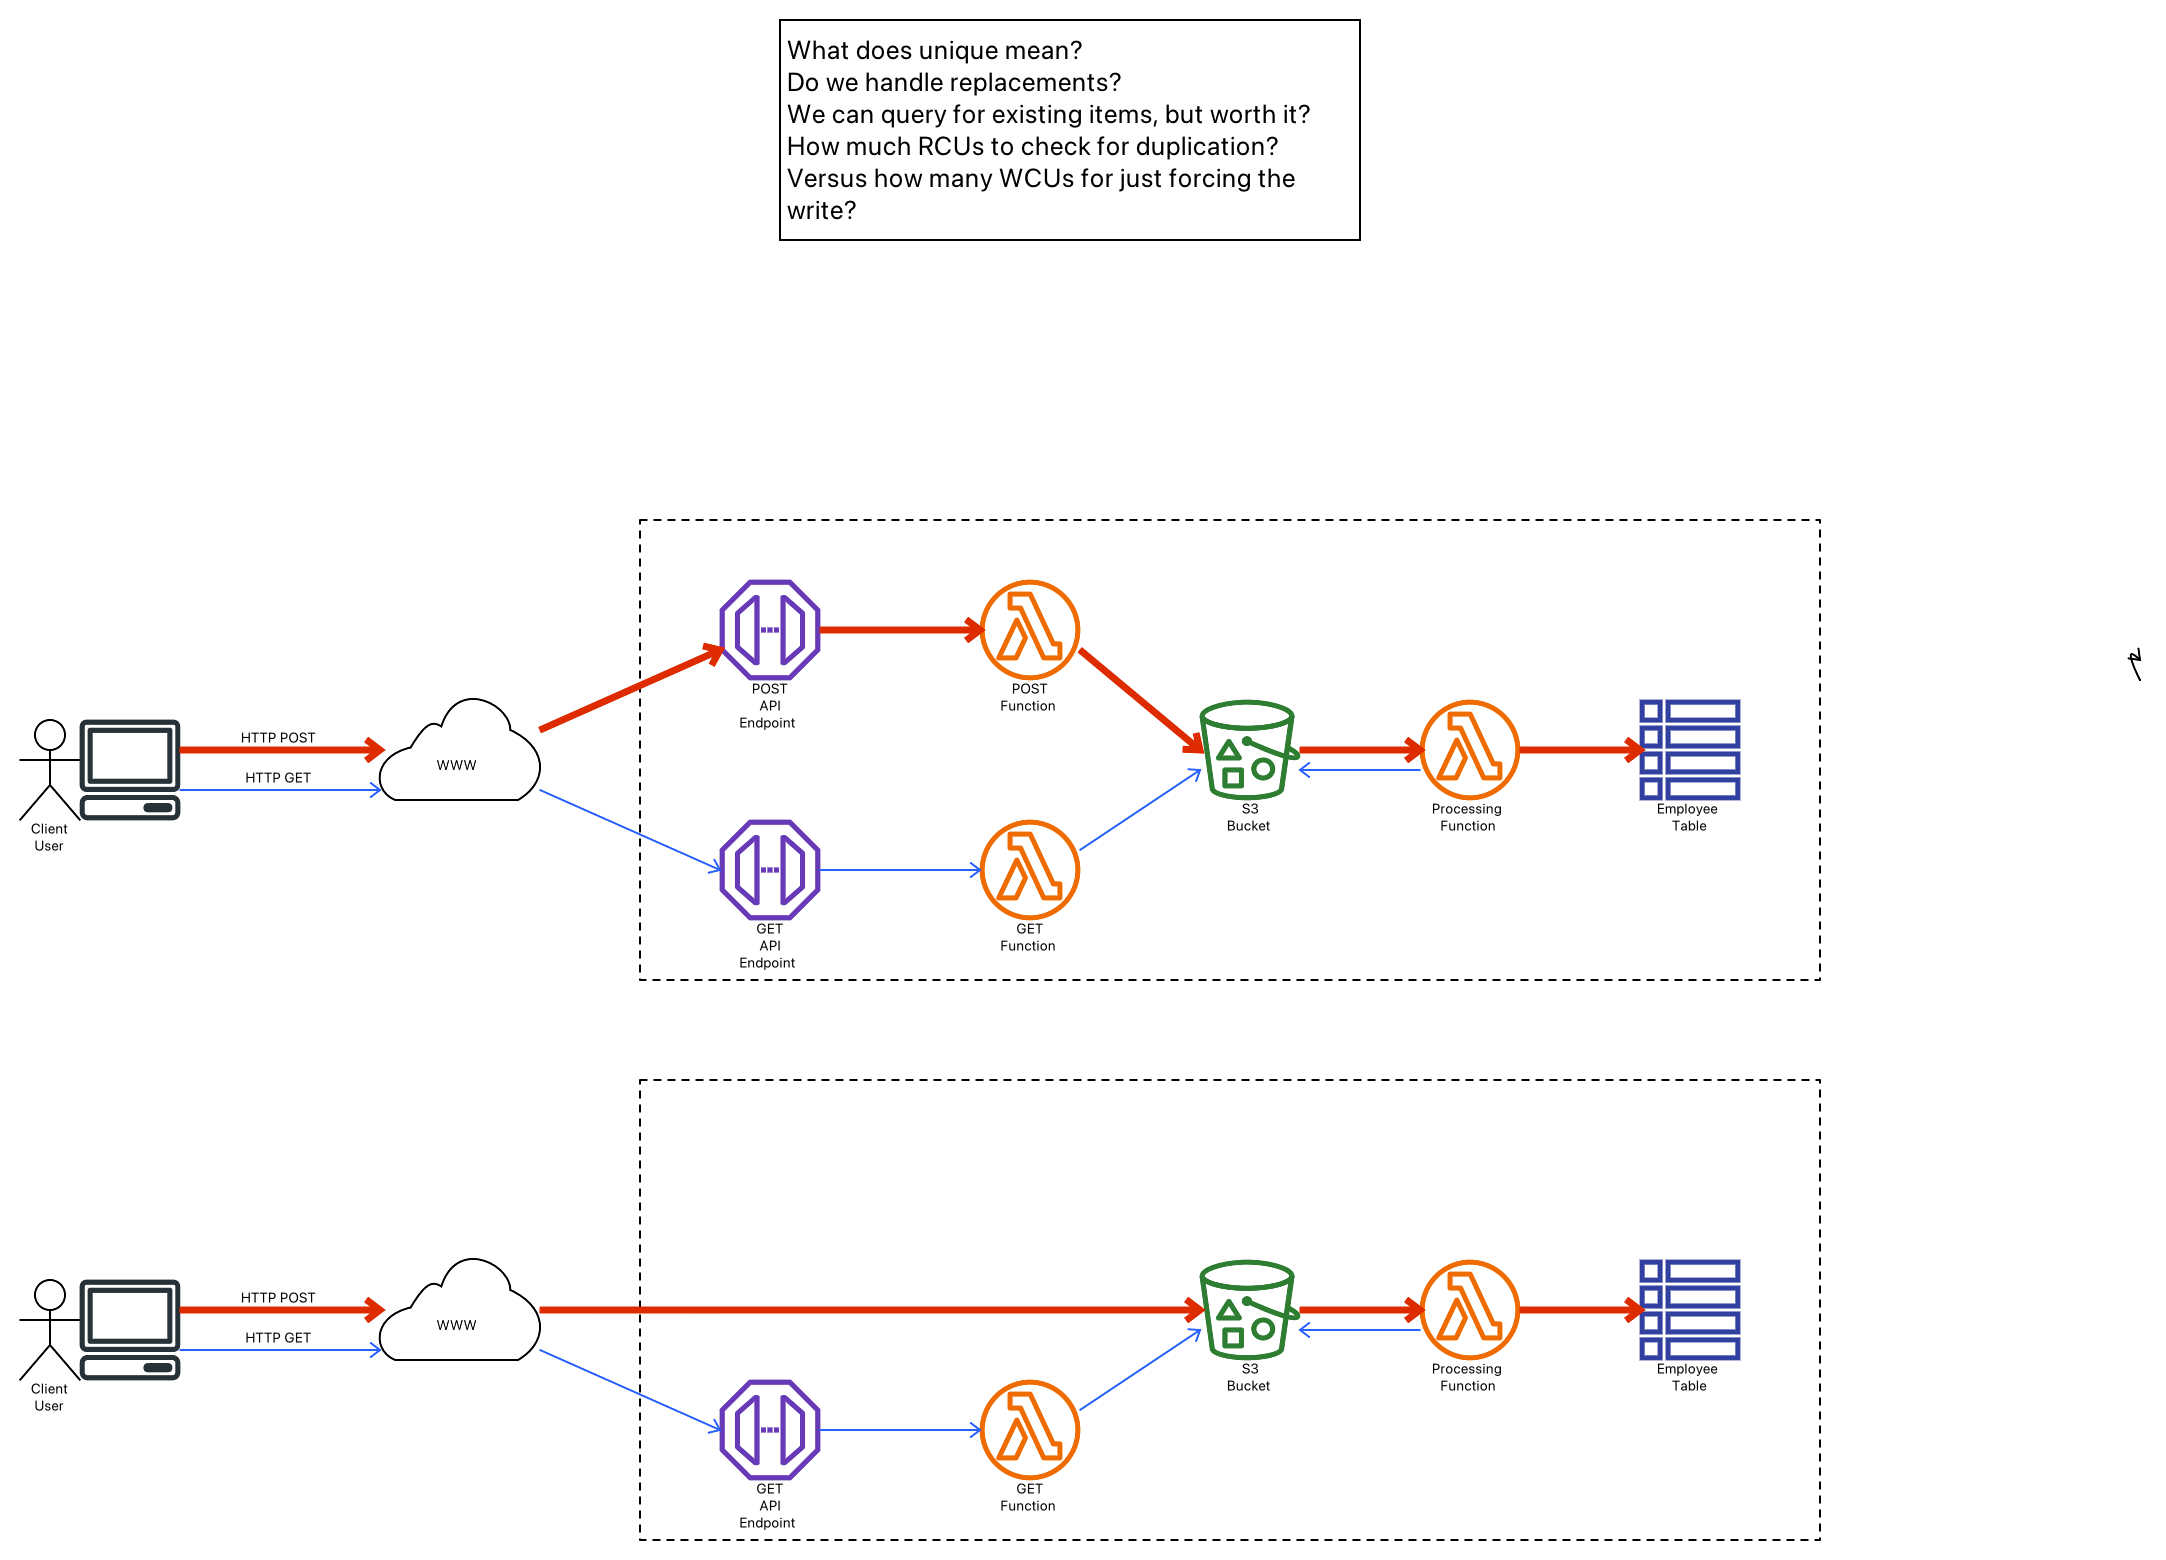 What does unique mean?
Do we handle replacements?
We can query for existing items, but worth it?
How much RCUs to check for duplication?
Versus how many WCUs for just forcing the
write?
POST
API
Endpoint
POST
Function
HTTP POST
HTTP GET
WWW
Client
User
S3
Bucket
Processing
Function
Employee
Table
GET
API
Endpoint
GET
Function
HTTP POST
HTTP GET
WWW
Client
User
S3
Bucket
Processing
Function
Employee
Table
GET
API
Endpoint
GET
Function